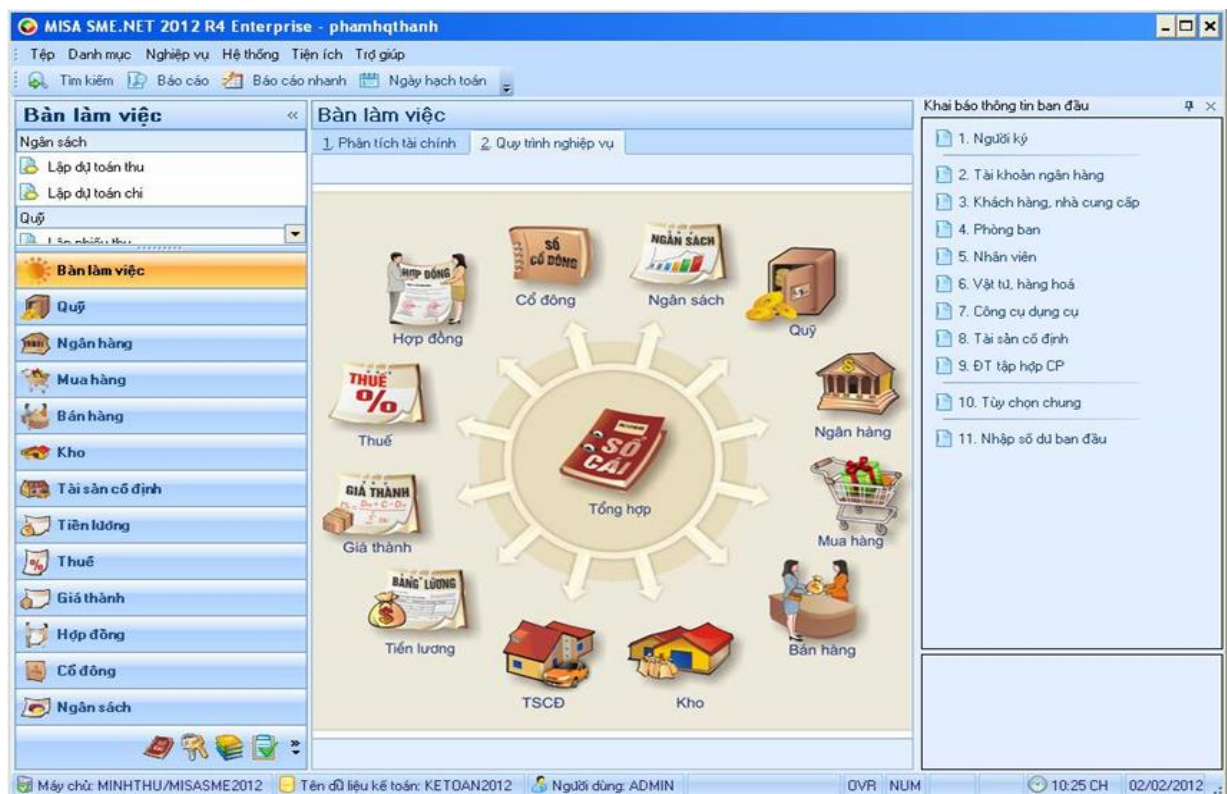 MISA SME.NET 2012 R4 Enterprise - phamhqthanh
Tệp Danh mục Nghiệp vụ Hệ thống Tiện ích Trợ giúp
Tìm kiếm Báo cáo Báo cáo nhanh Ngày hạch toán
Bàn làm việc «
Ngân sách
Lập dự toán thu
Lập dự toán chi
Quỹ
Lập phiếu thu
Bàn làm việc
Quỹ
Ngân hàng
Mua hàng
Bán hàng
Kho
Tài sản cố định
Tiền lương
Thuế
Giá thành
Hợp đồng
Cổ đông
Ngân sách
Bàn làm việc
1. Phân tích tài chính 2. Quy trình nghiệp vụ
HỢP ĐỒNG
Hợp đồng
SỔ CỔ ĐÔNG
Cổ đông
NGÂN SÁCH
Ngân sách
Quỹ
THUẾ %
Thuế
Ngân hàng
SỔ CÁI
Tổng hợp
GIÁ THÀNH
Giá thành
Mua hàng
BẢNG LƯƠNG
Tiền lương
Bán hàng
TSCĐ
Kho
Khai báo thông tin ban đầu
1. Người ký
2. Tài khoản ngân hàng
3. Khách hàng, nhà cung cấp
4. Phòng ban
5. Nhân viên
6. Vật tư, hàng hoá
7. Công cụ dụng cụ
8. Tài sản cố định
9. ĐT tập hợp CP
10. Tùy chọn chung
11. Nhập số dư ban đầu
Máy chủ: MINHTHU/MISASME2012 Tên dữ liệu kế toán: KETOAN2012 Người dùng: ADMIN OVR NUM 10:25 CH 02/02/2012